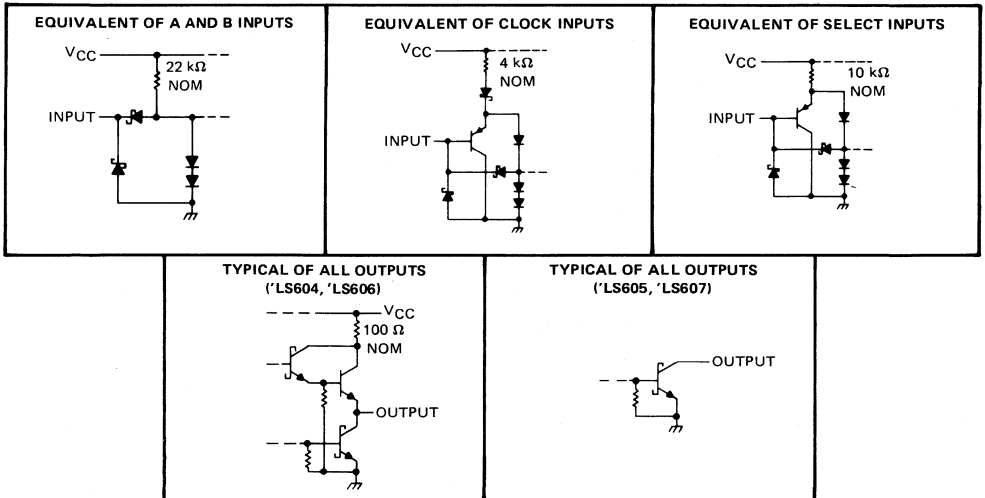 EQUIVALENT OF A AND B INPUTS
VCC
22 kΩ
NOM
INPUT
EQUIVALENT OF CLOCK INPUTS
VCC
4 kΩ
NOM
INPUT
EQUIVALENT OF SELECT INPUTS
VCC
10 kΩ
NOM
INPUT
TYPICAL OF ALL OUTPUTS
('LS604, 'LS606)
VCC
100 Ω
NOM
OUTPUT
TYPICAL OF ALL OUTPUTS
('LS605, 'LS607)
OUTPUT